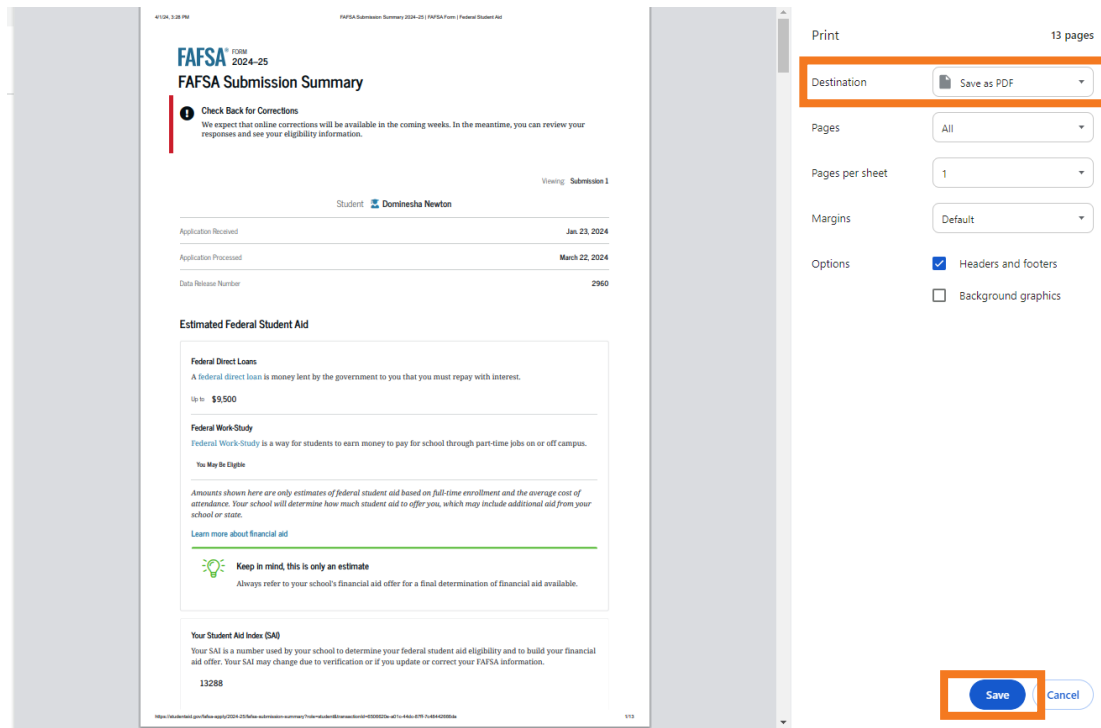 4/1/24, 3:28 PM
FAFSA Submission Summary 2024–25 | FAFSA Form | Federal Student Aid
FAFSA® FORM 2024–25
FAFSA Submission Summary
Check Back for Corrections
We expect that online corrections will be available in the coming weeks. In the meantime, you can review your
responses and see your eligibility information.
Viewing: Submission 1
Student Dominesha Newton
Application Received Jan. 23, 2024
Application Processed March 22, 2024
Data Release Number 2960
Estimated Federal Student Aid
Federal Direct Loans
A federal direct loan is money lent by the government to you that you must repay with interest.
Up to $9,500
Federal Work-Study
Federal Work-Study is a way for students to earn money to pay for school through part-time jobs on or off campus.
You May Be Eligible
Amounts shown here are only estimates of federal student aid based on full-time enrollment and the average cost of
attendance. Your school will determine how much student aid to offer you, which may include additional aid from your
school or state.
Learn more about financial aid
Keep in mind, this is only an estimate
Always refer to your school's financial aid offer for a final determination of financial aid available.
Your Student Aid Index (SAI)
Your SAI is a number used by your school to determine your federal student aid eligibility and to build your financial
aid offer. Your SAI may change due to verification or if you update or correct your FAFSA information.
13288
1/13
Print 13 pages
Destination Save as PDF
Pages All
Pages per sheet 1
Margins Default
Options Headers and footers
Background graphics
Save Cancel